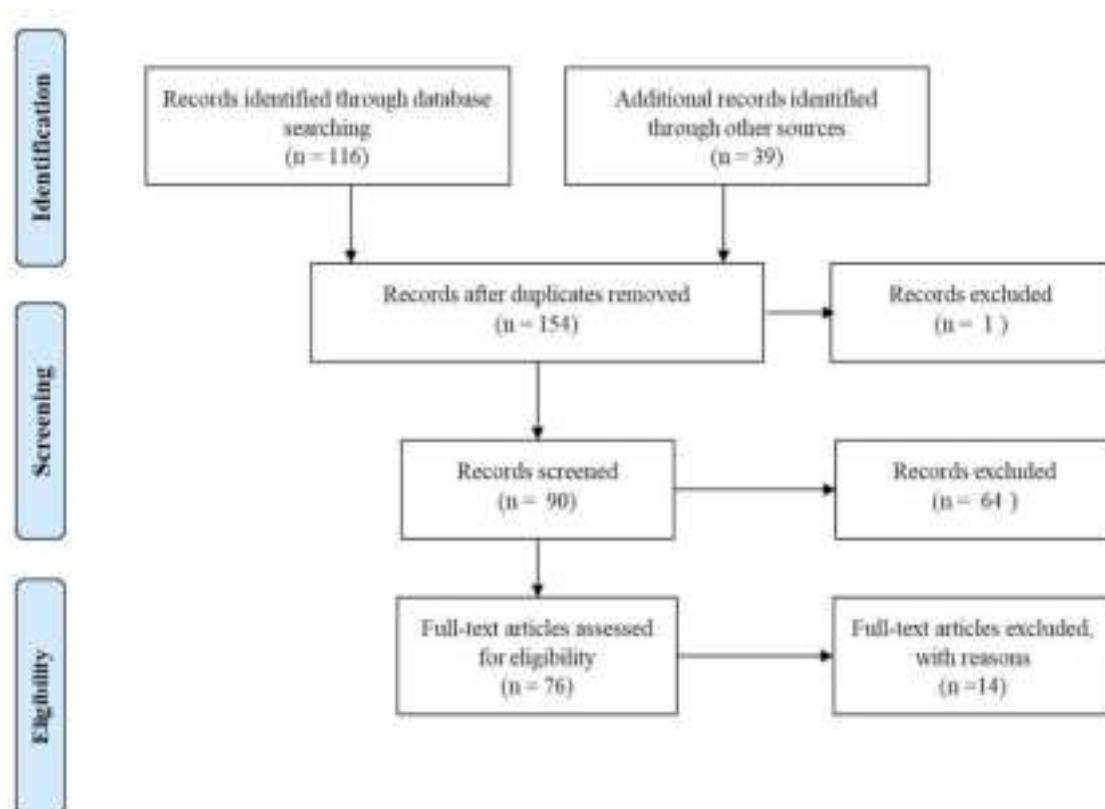 Identification
Records identified through database
searching
(n = 116)
Additional records identified
through other sources
(n = 39)
Records after duplicates removed
(n = 154)
Records excluded
(n = 1 )
Screening
Records screened
(n = 90)
Records excluded
(n = 64 )
Eligibility
Full-text articles assessed
for eligibility
(n = 76)
Full-text articles excluded,
with reasons
(n =14)